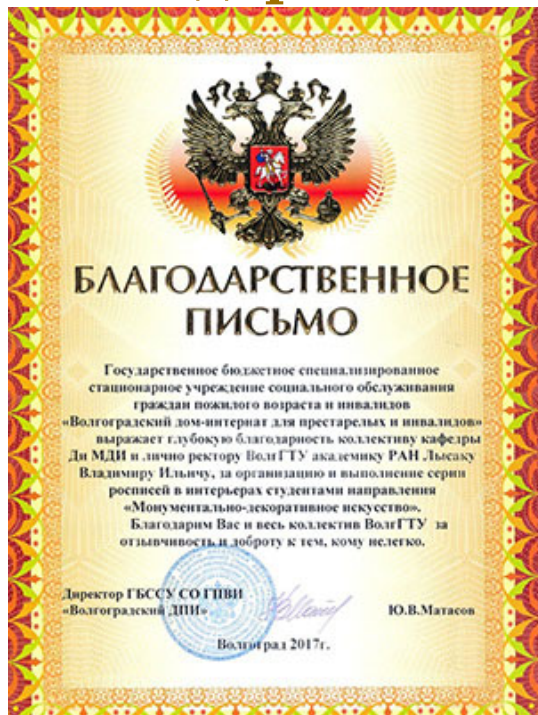 БЛАГОДАРСТВЕННОЕ
ПИСЬМО
Государственное бюджетное специализированное
стационарное учреждение социального обслуживания
граждан пожилого возраста и инвалидов
«Волгоградский дом-интернат для престарелых и инвалидов»
выражает глубокую благодарность коллективу кафедры
Ди МДИ и лично ректору ВолгГТУ академику РАН Лысаку
Владимиру Ильичу, за организацию и выполнение серии
росписей в интерьерах студентами направления
«Монументально-декоративное искусство».
Благодарим Вас и весь коллектив ВолгГТУ за
отзывчивость и доброту к тем, кому нелегко.
Директор ГБССУ СО ГПВИ
«Волгоградский ДПИ»
Ю.В.Матасов
Волгоград 2017г.